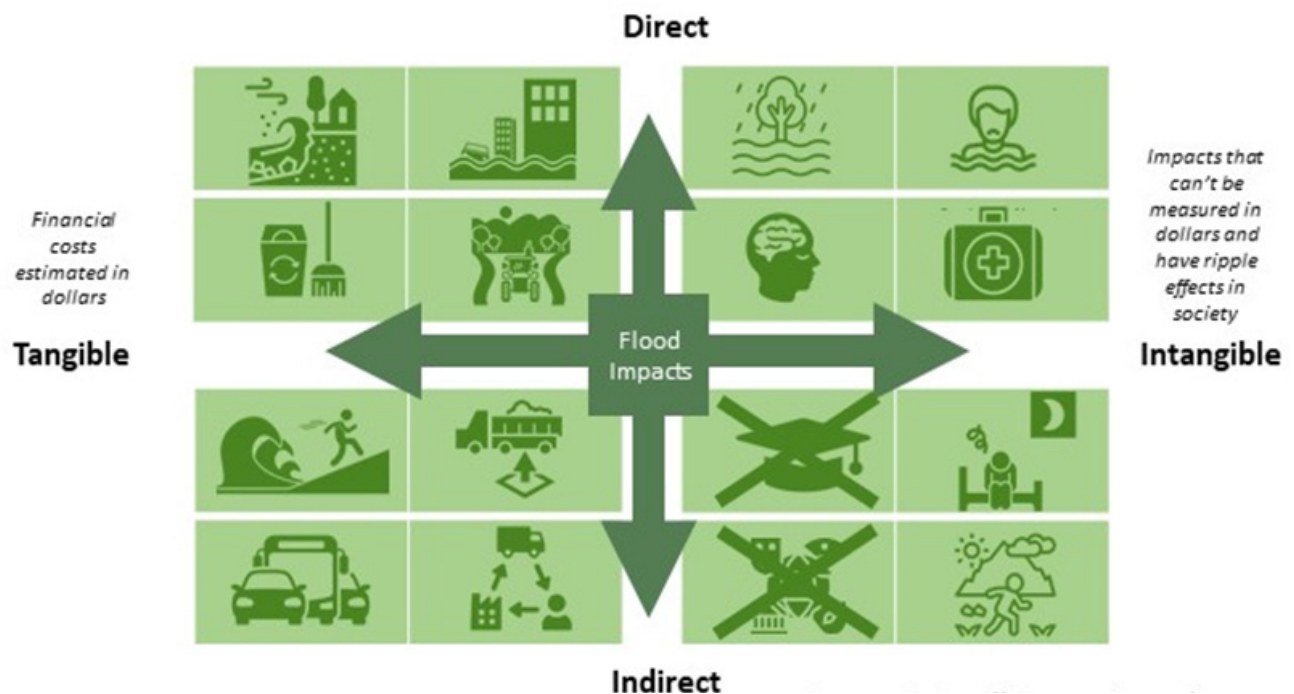 Direct
Financial
costs
estimated in
dollars
Impacts that
can't be
measured in
dollars and
have ripple
effects in
society
Tangible
Flood
Impacts
Intangible
Indirect